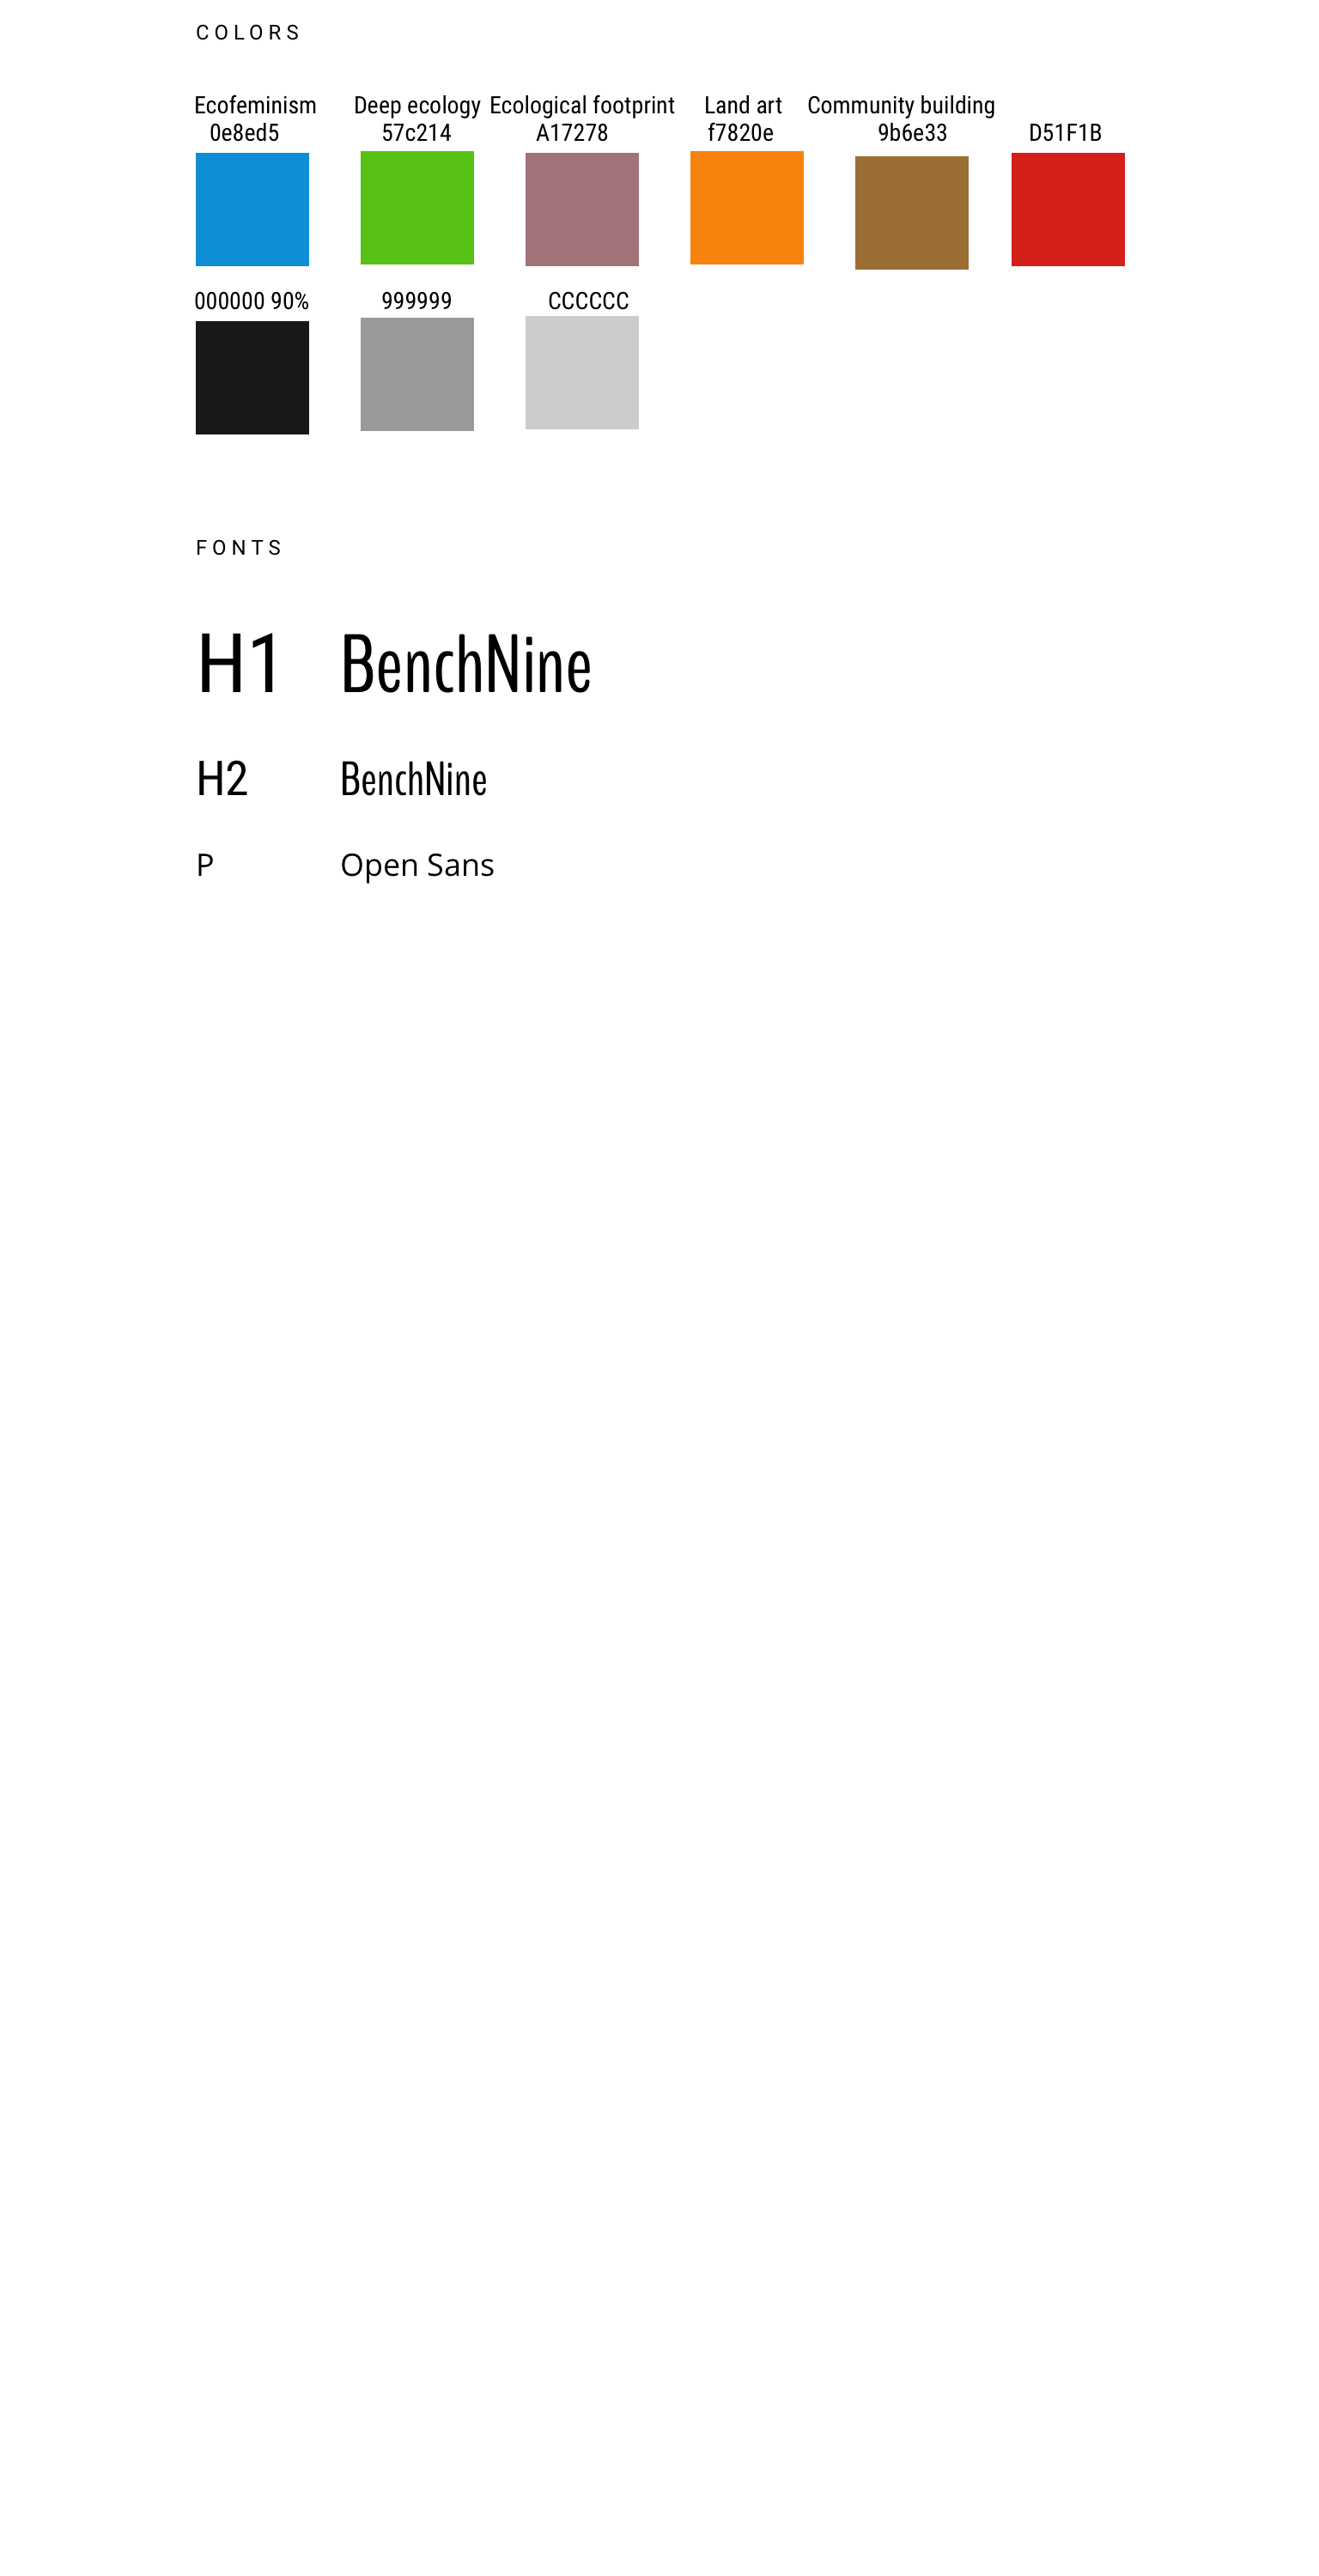 COLORS
Ecofeminism Deep ecology Ecological footprint Land art Community building
0e8ed5 57c214 A17278 f7820e 9b6e33 D51F1B
000000 90% 999999 CCCCCC
FONTS
H1 BenchNine
H2 BenchNine
P Open Sans